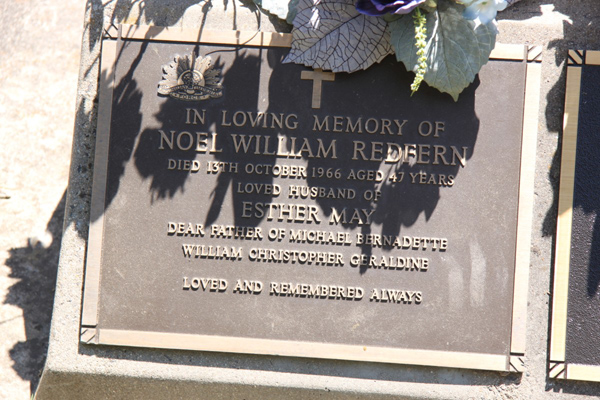 IN LOVING MEMORY OF
NOEL WILLIAM REDFERN
DIED 13TH OCTOBER 1966 AGED 47 YEARS
LOVED HUSBAND OF
ESTHER MAY
DEAR FATHER OF MICHAEL BERNADETTE
WILLIAM CHRISTOPHER GERALDINE
LOVED AND REMEMBERED ALWAYS